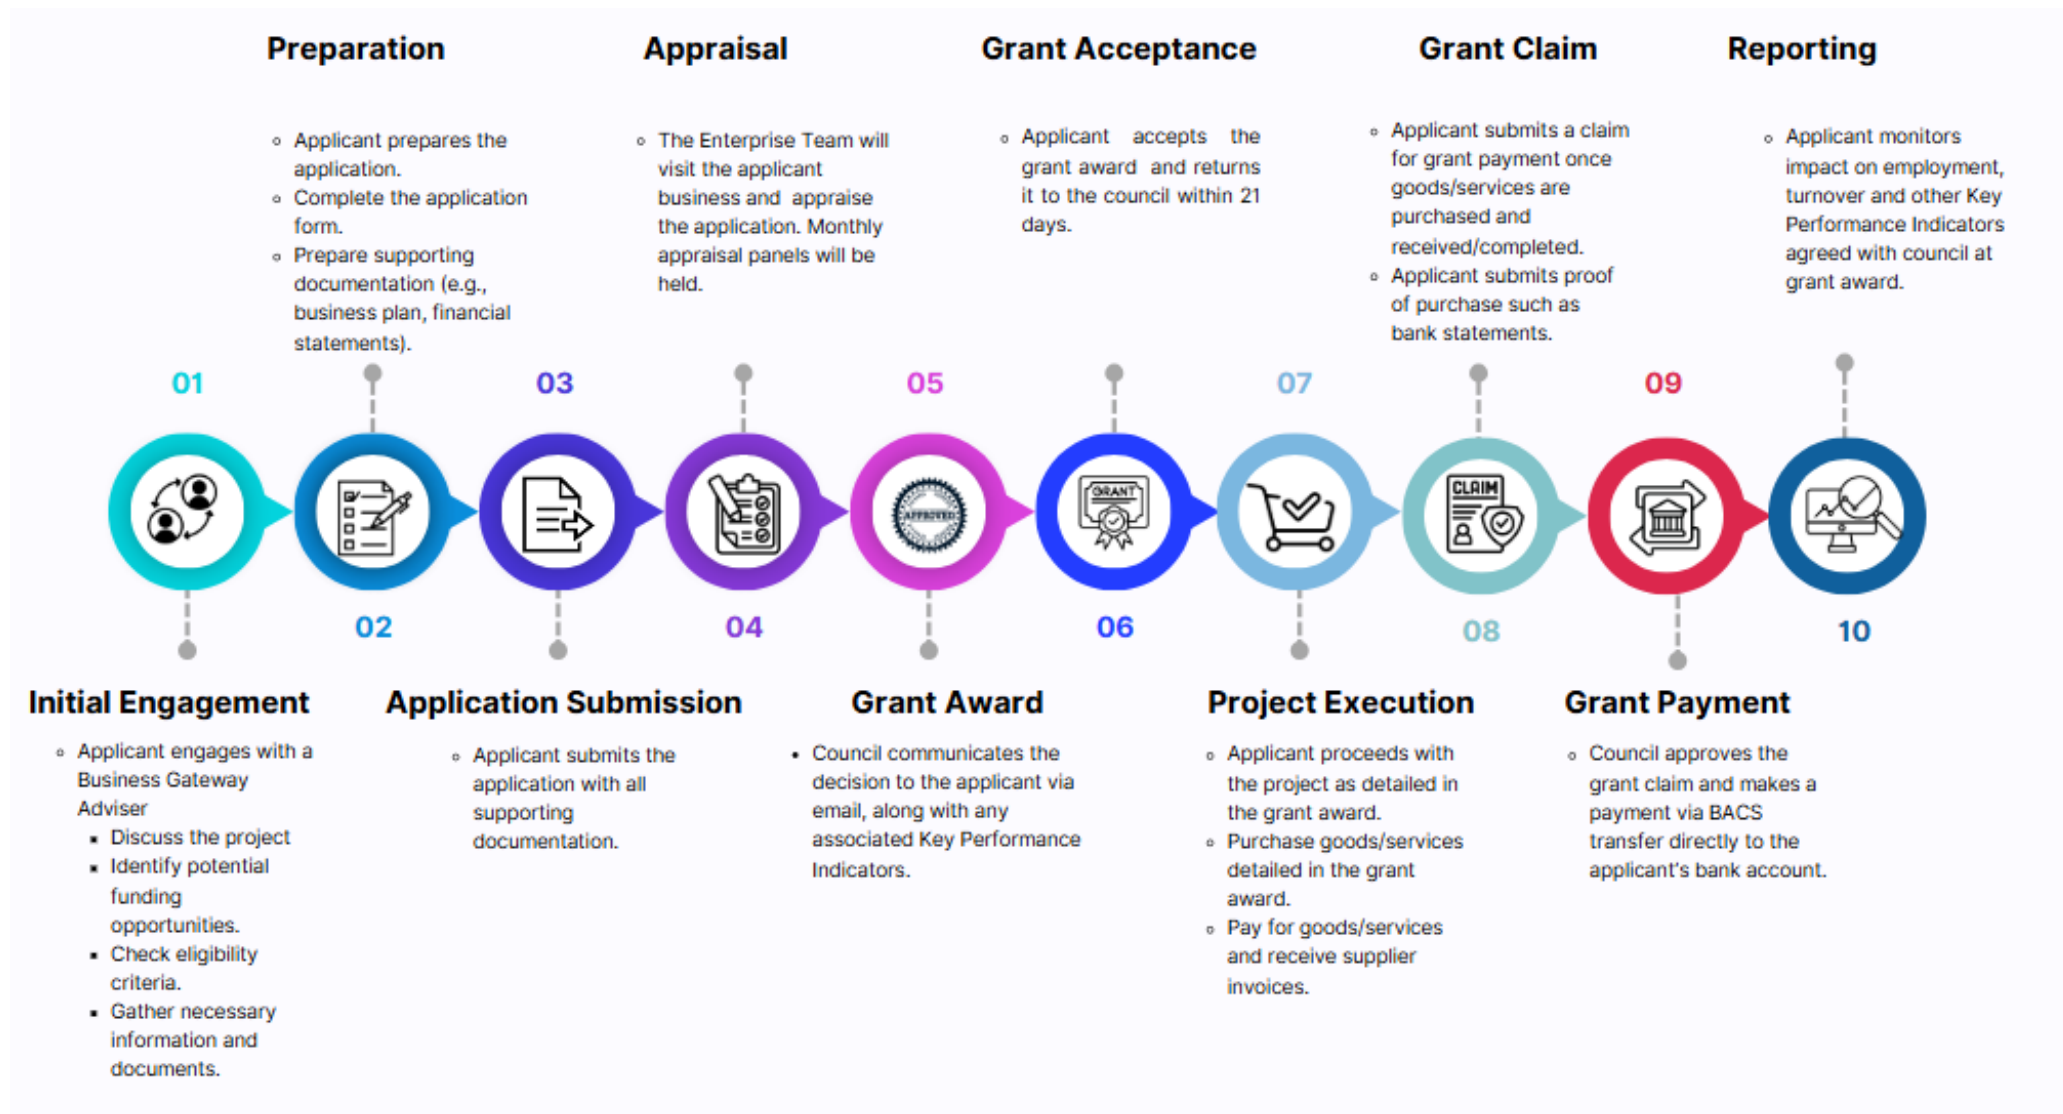 Preparation
Appraisal
Grant Acceptance
Grant Claim
Reporting
Applicant prepares the
application.
Complete the application
form.
Prepare supporting
documentation (e.g.,
business plan, financial
statements).
The Enterprise Team will
visit the applicant
business and appraise
the application. Monthly
appraisal panels will be
held.
Applicant accepts the
grant award and returns
it to the council within 21
days.
Applicant submits a claim
for grant payment once
goods/services are
purchased and
received/completed.
Applicant submits proof
of purchase such as
bank statements.
Applicant monitors
impact on employment,
turnover and other Key
Performance Indicators
agreed with council at
grant award.
01
03
05
07
09
APPROVED
GRANT
CLAIM
02
04
06
08
10
Initial Engagement
Applicant engages with a
Business Gateway
Adviser
Discuss the project
Identify potential
funding
opportunities.
Check eligibility
criteria.
Gather necessary
information and
documents.
Application Submission
Applicant submits the
application with all
supporting
documentation.
Grant Award
Council communicates the
decision to the applicant via
email, along with any
associated Key Performance
Indicators.
Project Execution
Applicant proceeds with
the project as detailed in
the grant award.
Purchase goods/services
detailed in the grant
award.
Pay for goods/services
and receive supplier
invoices.
Grant Payment
Council approves the
grant claim and makes a
payment via BACS
transfer directly to the
applicant's bank account.